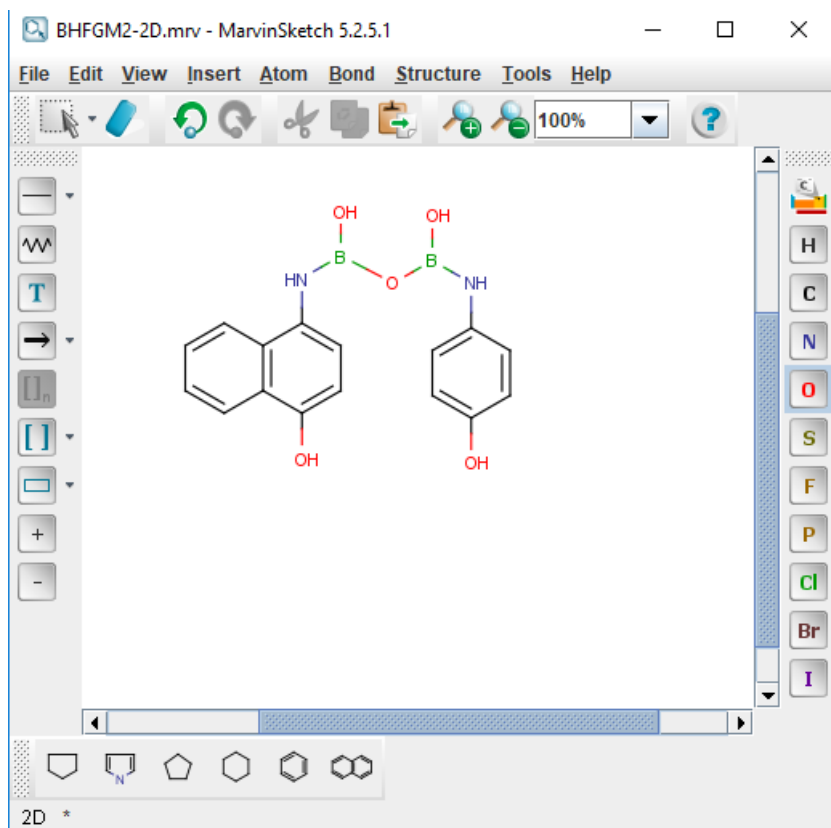 BHFGM2-2D.mrv - MarvinSketch 5.2.5.1
File Edit View Insert Atom Bond Structure Tools Help
100% ?
C
H
T
C
N
[]n
O
[ ]
S
F
+
P
-
Cl
Br
I
OH OH
B B
HN O NH
OH OH
N
2D *